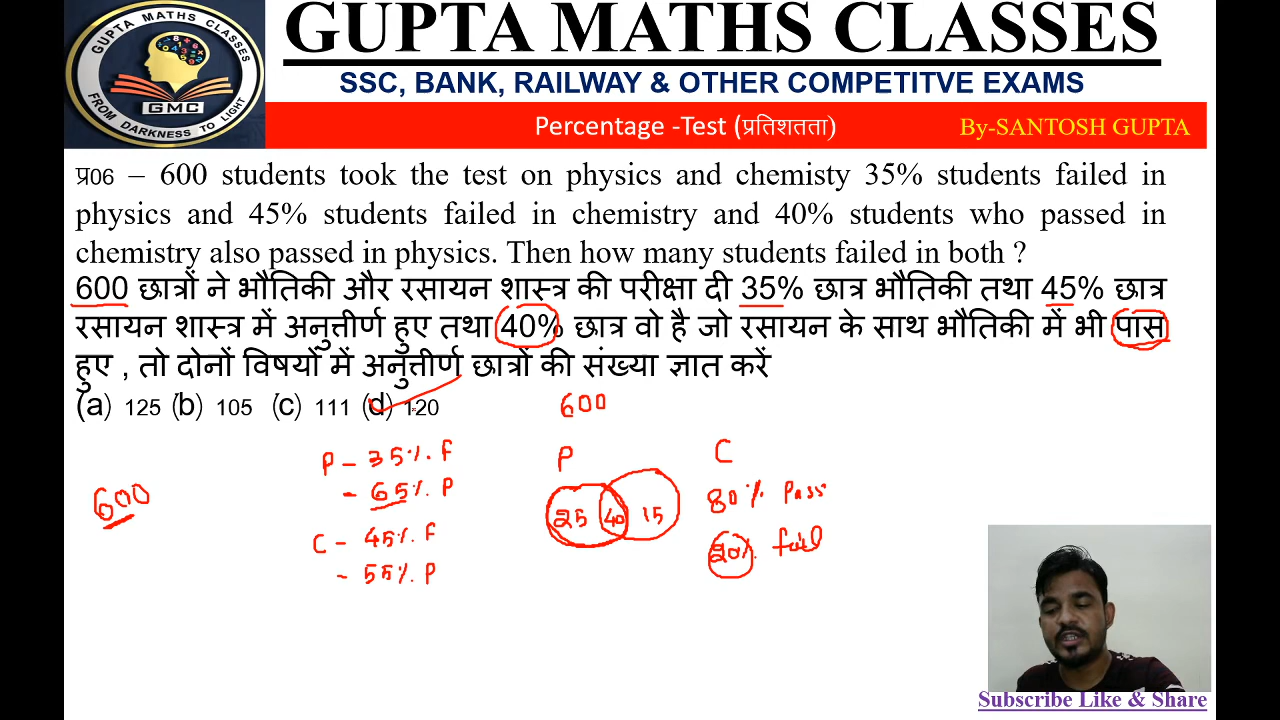 GUPTA MATHS CLASSES
GMC
FROM DARKNESS TO LIGHT
GUPTA MATHS CLASSES
SSC, BANK, RAILWAY & OTHER COMPETITVE EXAMS
Percentage -Test (प्रतिशतता) By-SANTOSH GUPTA
प्र06 – 600 students took the test on physics and chemisty 35% students failed in
physics and 45% students failed in chemistry and 40% students who passed in
chemistry also passed in physics. Then how many students failed in both ?
600 छात्रों ने भौतिकी और रसायन शास्त्र की परीक्षा दी 35% छात्र भौतिकी तथा 45% छात्र
रसायन शास्त्र में अनुत्तीर्ण हुए तथा 40% छात्र वो है जो रसायन के साथ भौतिकी में भी पास
हुए , तो दोनों विषयों में अनुत्तीर्ण छात्रों की संख्या ज्ञात करें
(a) 125 (b) 105 (c) 111 (d) 120
600
P – 35% F
– 65% P
C – 45% F
– 55% P
600
P C
25 40 15
80% Pass
20% fail
Subscribe Like & Share